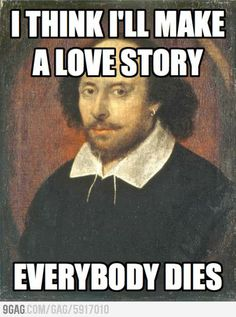 I THINK I'LL MAKE
A LOVE STORY
EVERYBODY DIES
9GAG.COM/GAG/5917010